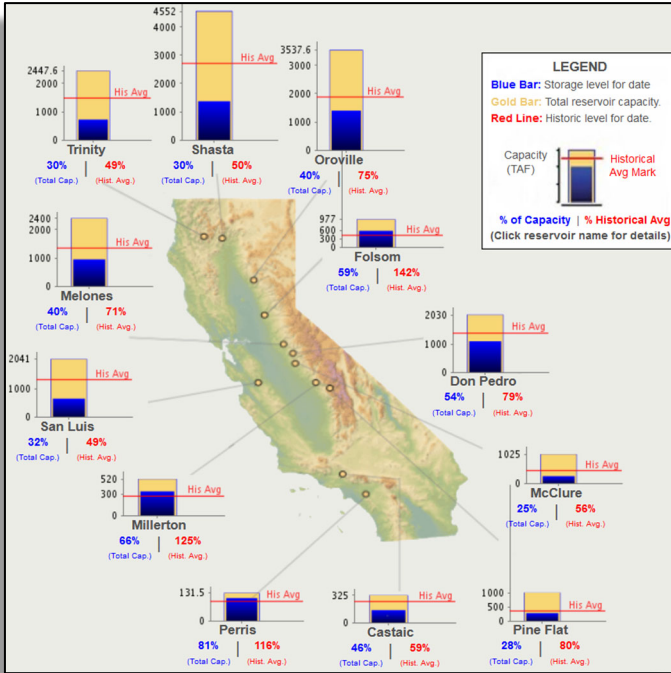 4552
4000
3000
2000
1000
0
His Avg
Shasta
30% | 50%
(Total Cap.) (Hist. Avg.)
2447.6
2000
1000
0
His Avg
Trinity
30% | 49%
(Total Cap.) (Hist. Avg.)
3537.6
3000
2000
1000
0
His Avg
Oroville
40% | 75%
(Total Cap.) (Hist. Avg.)
LEGEND
Blue Bar: Storage level for date
Gold Bar: Total reservoir capacity.
Red Line: Historic level for date.
Capacity
(TAF)
Historical
Avg Mark
% of Capacity | % Historical Avg
(Click reservoir name for details)
2400
2000
1000
0
His Avg
Melones
40% | 71%
(Total Cap.) (Hist. Avg.)
977
600
300
0
His Avg
Folsom
59% | 142%
(Total Cap.) (Hist. Avg.)
2030
1000
0
His Avg
Don Pedro
54% | 79%
(Total Cap.) (Hist. Avg.)
2041
1000
0
His Avg
San Luis
32% | 49%
(Total Cap.) (Hist. Avg.)
1025
0
His Avg
McClure
25% | 56%
(Total Cap.) (Hist. Avg.)
520
300
0
His Avg
Millerton
66% | 125%
(Total Cap.) (Hist. Avg.)
131.5
0
His Avg
Perris
81% | 116%
(Total Cap.) (Hist. Avg.)
325
0
His Avg
Castaic
46% | 59%
(Total Cap.) (Hist. Avg.)
1000
500
0
His Avg
Pine Flat
28% | 80%
(Total Cap.) (Hist. Avg.)